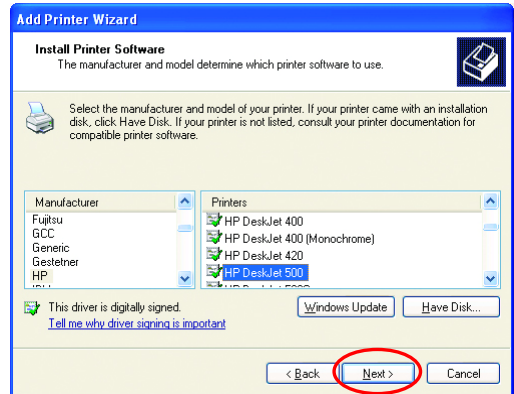 Add Printer Wizard
Install Printer Software
The manufacturer and model determine which printer software to use.
Select the manufacturer and model of your printer. If your printer came with an installation
disk, click Have Disk. If your printer is not listed, consult your printer documentation for
compatible printer software.
Manufacturer
Fujitsu
GCC
Generic
Gestetner
HP
Printers
HP DeskJet 400
HP DeskJet 400 (Monochrome)
HP DeskJet 420
HP DeskJet 500
This driver is digitally signed.
Tell me why driver signing is important
Windows Update
Have Disk...
< Back
Next >
Cancel